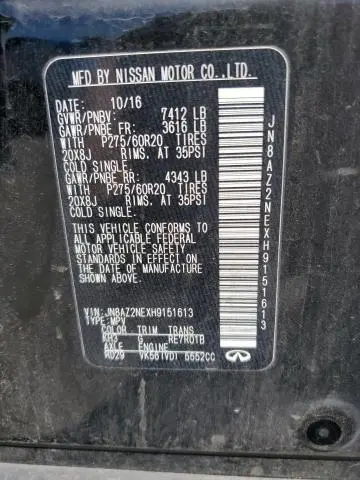 MFD BY NISSAN MOTOR CO.,LTD.
DATE: 10/16
GVWR/PNBV: 7412 LB
GAWR/PNBE FR: 3616 LB
WITH P275/60R20 TIRES
20X8J RIMS. AT 35PSI
COLD SINGLE.
GAWR/PNBE RR: 4343 LB
WITH P275/60R20 TIRES
20X8J RIMS. AT 35PSI
COLD SINGLE.
THIS VEHICLE CONFORMS TO
ALL APPLICABLE FEDERAL
MOTOR VEHICLE SAFETY
STANDARDS IN EFFECT ON
THE DATE OF MANUFACTURE
SHOWN ABOVE.
VIN:JN8AZ2NEXH9151613
TYPE:MPV
COLOR TRIM TRANS
KH3 G RE7R01B
AXLE ENGINE
RD29 VK56(VD) 5552CC
JN8AZ2NEXH9151613
INFINITI